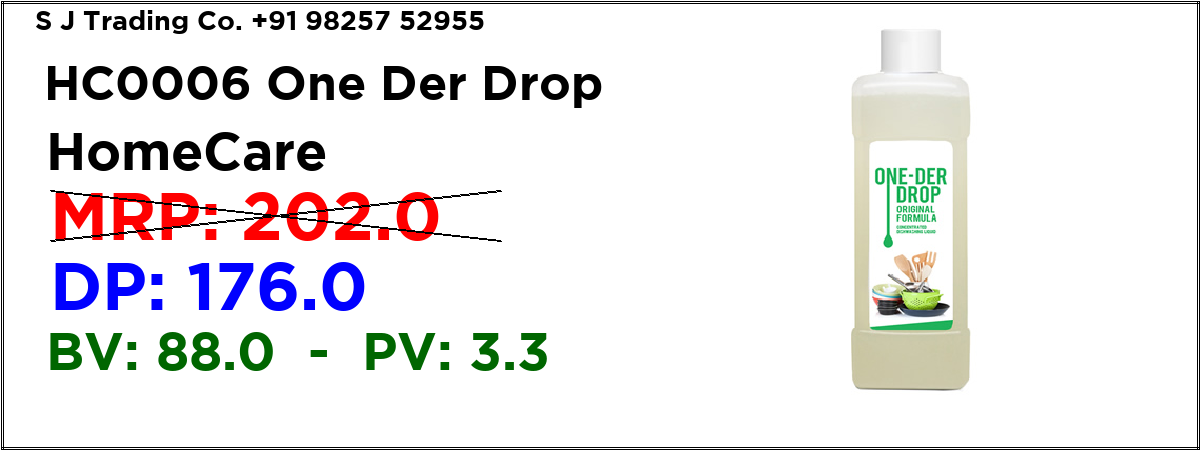 S J Trading Co. +91 98257 52955
HC0006 One Der Drop
HomeCare
MRP: 202.0
DP: 176.0
BV: 88.0 - PV: 3.3
ONE-DER
DROP
ORIGINAL
FORMULA
CONCENTRATED
DISHWASHING LIQUID